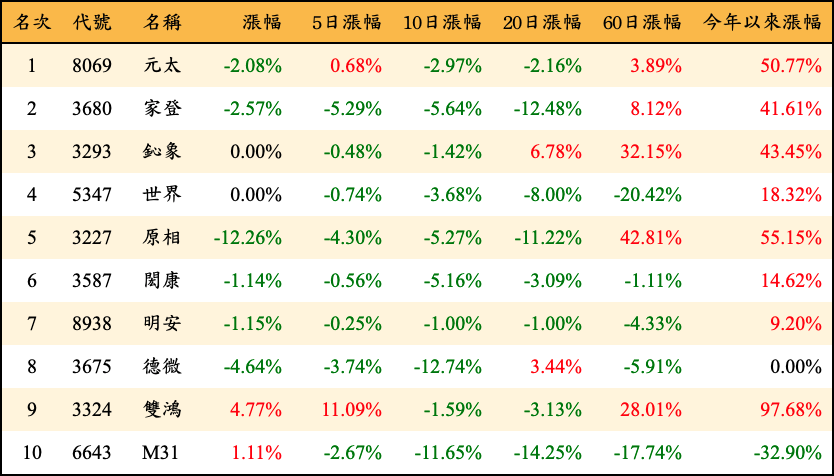 名次 代號 名稱 漲幅 5日漲幅 10日漲幅 20日漲幅 60日漲幅 今年以來漲幅
1 8069 元太 -2.08% 0.68% -2.97% -2.16% 3.89% 50.77%
2 3680 家登 -2.57% -5.29% -5.64% -12.48% 8.12% 41.61%
3 3293 鈊象 0.00% -0.48% -1.42% 6.78% 32.15% 43.45%
4 5347 世界 0.00% -0.74% -3.68% -8.00% -20.42% 18.32%
5 3227 原相 -12.26% -4.30% -5.27% -11.22% 42.81% 55.15%
6 3587 閎康 -1.14% -0.56% -5.16% -3.09% -1.11% 14.62%
7 8938 明安 -1.15% -0.25% -1.00% -1.00% -4.33% 9.20%
8 3675 德微 -4.64% -3.74% -12.74% 3.44% -5.91% 0.00%
9 3324 雙鴻 4.77% 11.09% -1.59% -3.13% 28.01% 97.68%
10 6643 M31 1.11% -2.67% -11.65% -14.25% -17.74% -32.90%